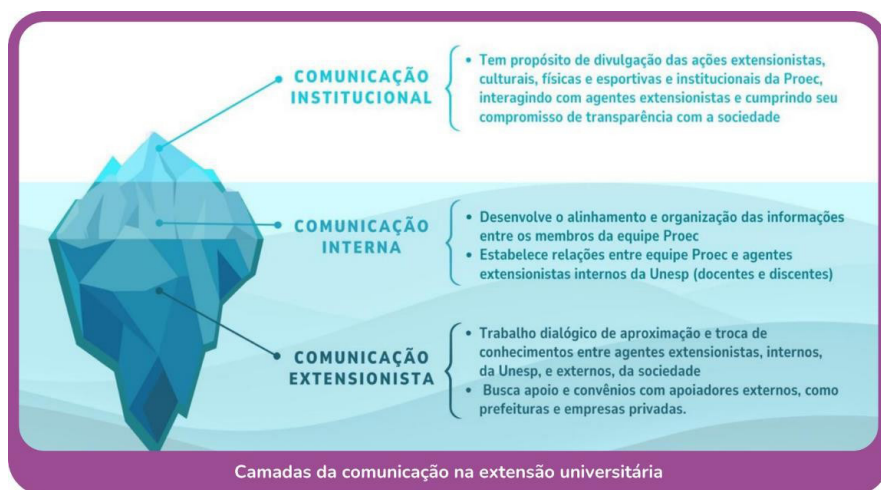 COMUNICAÇÃO
INSTITUCIONAL
• Tem propósito de divulgação das ações extensionistas,
culturais, físicas e esportivas e institucionais da Proec,
interagindo com agentes extensionistas e cumprindo seu
compromisso de transparência com a sociedade
COMUNICAÇÃO
INTERNA
• Desenvolve o alinhamento e organização das informações
entre os membros da equipe Proec
• Estabelece relações entre equipe Proec e agentes
extensionistas internos da Unesp (docentes e discentes)
COMUNICAÇÃO
EXTENSIONISTA
• Trabalho dialógico de aproximação e troca de
conhecimentos entre agentes extensionistas, internos,
da Unesp, e externos, da sociedade
• Busca apoio e convênios com apoiadores externos, como
prefeituras e empresas privadas.
Camadas da comunicação na extensão universitária